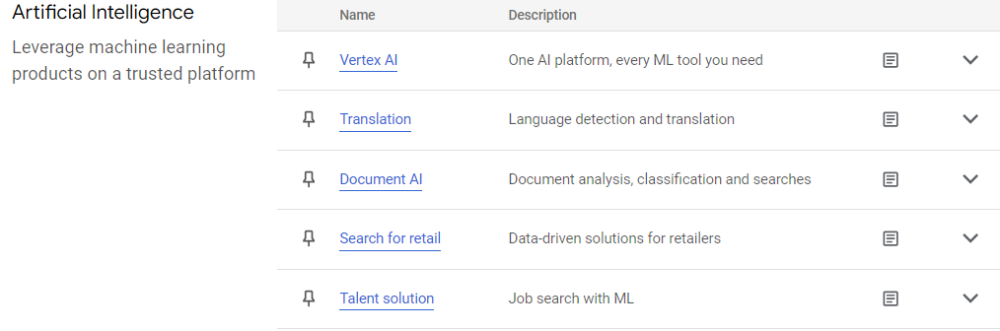 Artificial Intelligence
Leverage machine learning
products on a trusted platform
Name Description
Vertex AI One AI platform, every ML tool you need
Translation Language detection and translation
Document AI Document analysis, classification and searches
Search for retail Data-driven solutions for retailers
Talent solution Job search with ML